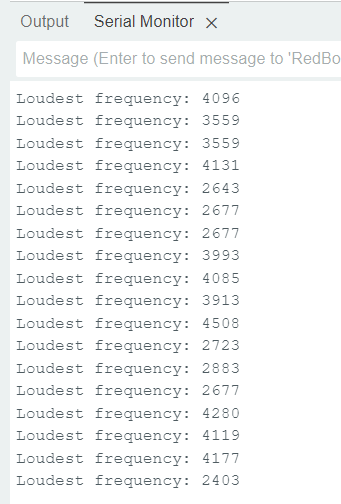 Output Serial Monitor ×
Message (Enter to send message to 'RedBo
Loudest frequency: 4096
Loudest frequency: 3559
Loudest frequency: 3559
Loudest frequency: 4131
Loudest frequency: 2643
Loudest frequency: 2677
Loudest frequency: 2677
Loudest frequency: 3993
Loudest frequency: 4085
Loudest frequency: 3913
Loudest frequency: 4508
Loudest frequency: 2723
Loudest frequency: 2883
Loudest frequency: 2677
Loudest frequency: 4280
Loudest frequency: 4119
Loudest frequency: 4177
Loudest frequency: 2403